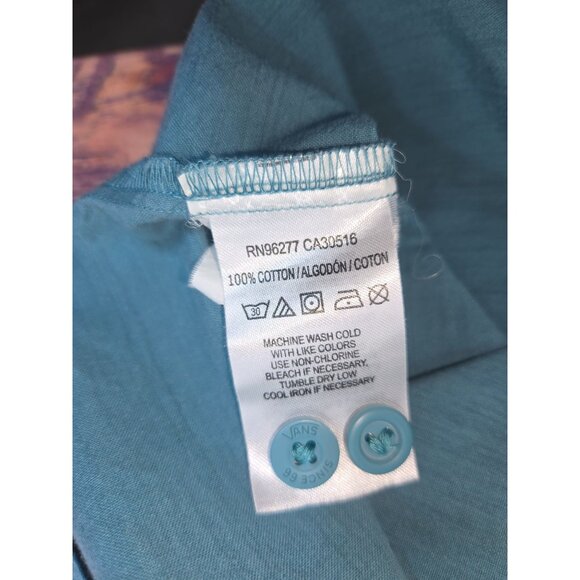 RN96277 CA30516
100% COTTON/ALGODÓN/COTON
30
MACHINE WASH COLD
WITH LIKE COLORS
USE NON-CHLORINE
BLEACH IF NECESSARY.
TUMBLE DRY LOW
COOL IRON IF NECESSARY
VANS
SINCE 66